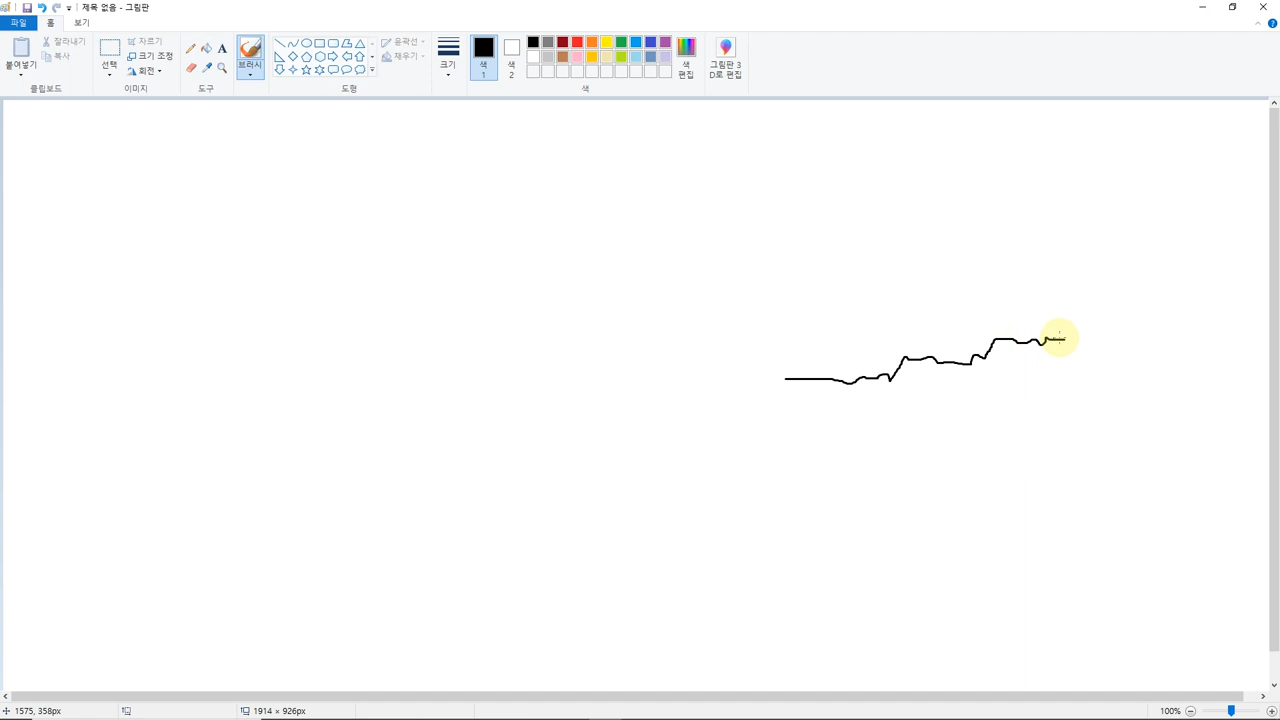 제목 없음 - 그림판
파일 홈 보기
붙여넣기 잘라내기 복사
선택 자르기 크기 조정 회전
A
브러시
윤곽선 채우기
크기
색 1
색 2
색 편집
그림판 3D로 편집
클립보드 이미지 도구 도형 색
1575, 358px 1914 × 926px 100%